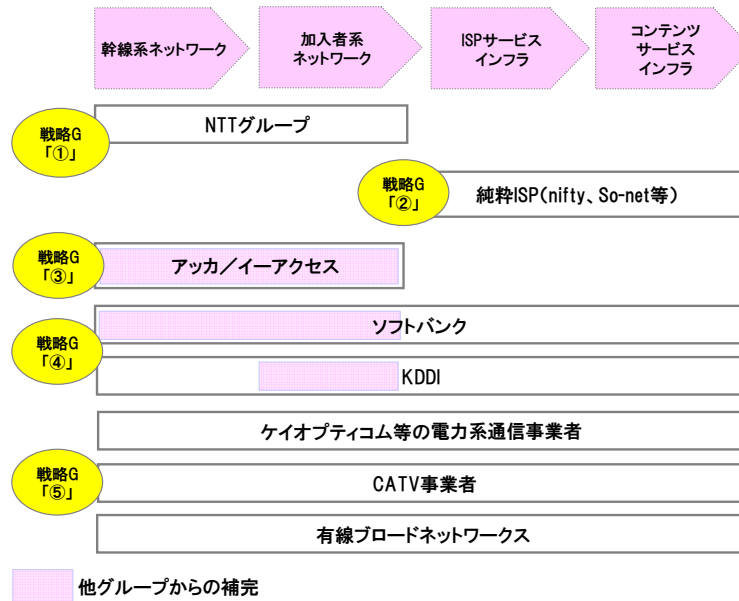 幹線系ネットワーク
加入者系
ネットワーク
ISPサービス
インフラ
コンテンツ
サービス
インフラ
戦略G
「①」
NTTグループ
戦略G
「②」
純粋ISP(nifty、So-net等)
戦略G
「③」
アッカ/イーアクセス
戦略G
「④」
ソフトバンク
KDDI
ケイオプティコム等の電力系通信事業者
戦略G
「⑤」
CATV事業者
有線ブロードネットワークス
他グループからの補完